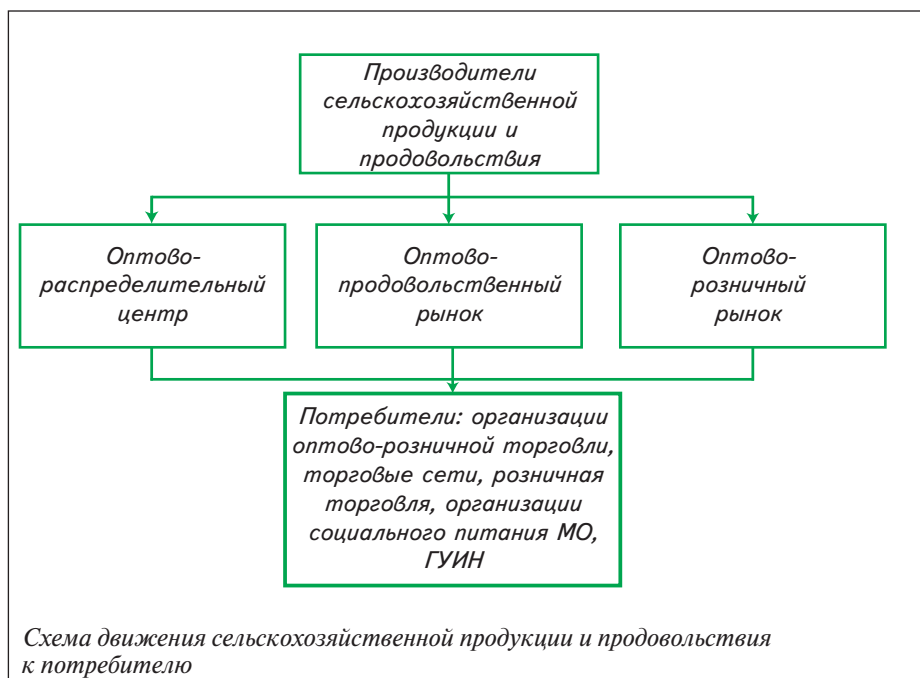 Производители
сельскохозяйственной
продукции и
продовольствия
Оптово-
распределительный
центр
Оптово-
продовольственный
рынок
Оптово-
розничный
рынок
Потребители: организации
оптово-розничной торговли,
торговые сети, розничная
торговля, организации
социального питания МО,
ГУИН
Схема движения сельскохозяйственной продукции и продовольствия
к потребителю